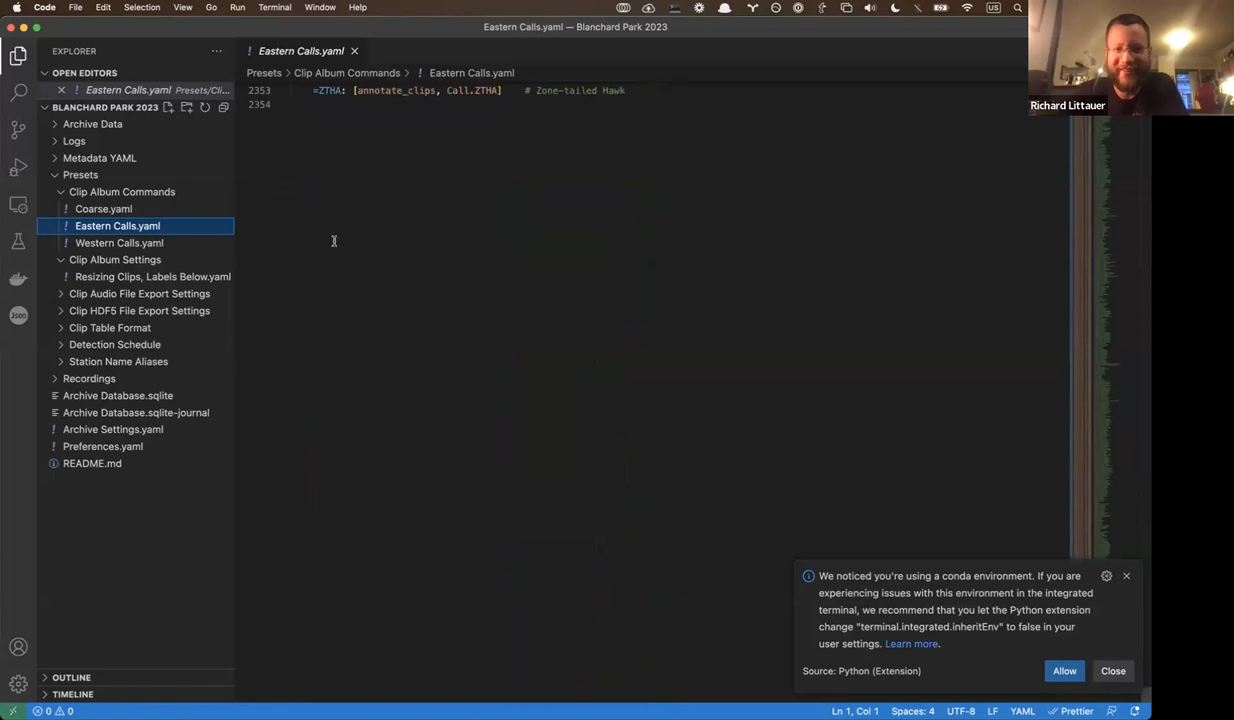 Code File Edit Selection View Go Run Terminal Window Help
US
Eastern Calls.yaml — Blanchard Park 2023
EXPLORER
! Eastern Calls.yaml
OPEN EDITORS
! Eastern Calls.yaml Presets/Cli...
BLANCHARD PARK 2023
Archive Data
Logs
Metadata YAML
Presets
Clip Album Commands
! Coarse.yaml
! Eastern Calls.yaml
! Western Calls.yaml
Clip Album Settings
! Resizing Clips, Labels Below.yaml
Clip Audio File Export Settings
Clip HDF5 File Export Settings
Clip Table Format
Detection Schedule
Station Name Aliases
Recordings
Archive Database.sqlite
Archive Database.sqlite-journal
! Archive Settings.yaml
! Preferences.yaml
README.md
OUTLINE
TIMELINE
Json
Presets > Clip Album Commands > ! Eastern Calls.yaml
2353 =ZTHA: [annotate_clips, Call.ZTHA] # Zone-tailed Hawk
2354
Richard Littauer
We noticed you're using a conda environment. If you are
experiencing issues with this environment in the integrated
terminal, we recommend that you let the Python extension
change "terminal.integrated.inheritEnv" to false in your
user settings. Learn more.
Source: Python (Extension)
Allow
Close
0 0
Ln 1, Col 1 Spaces: 4 UTF-8 LF YAML Prettier